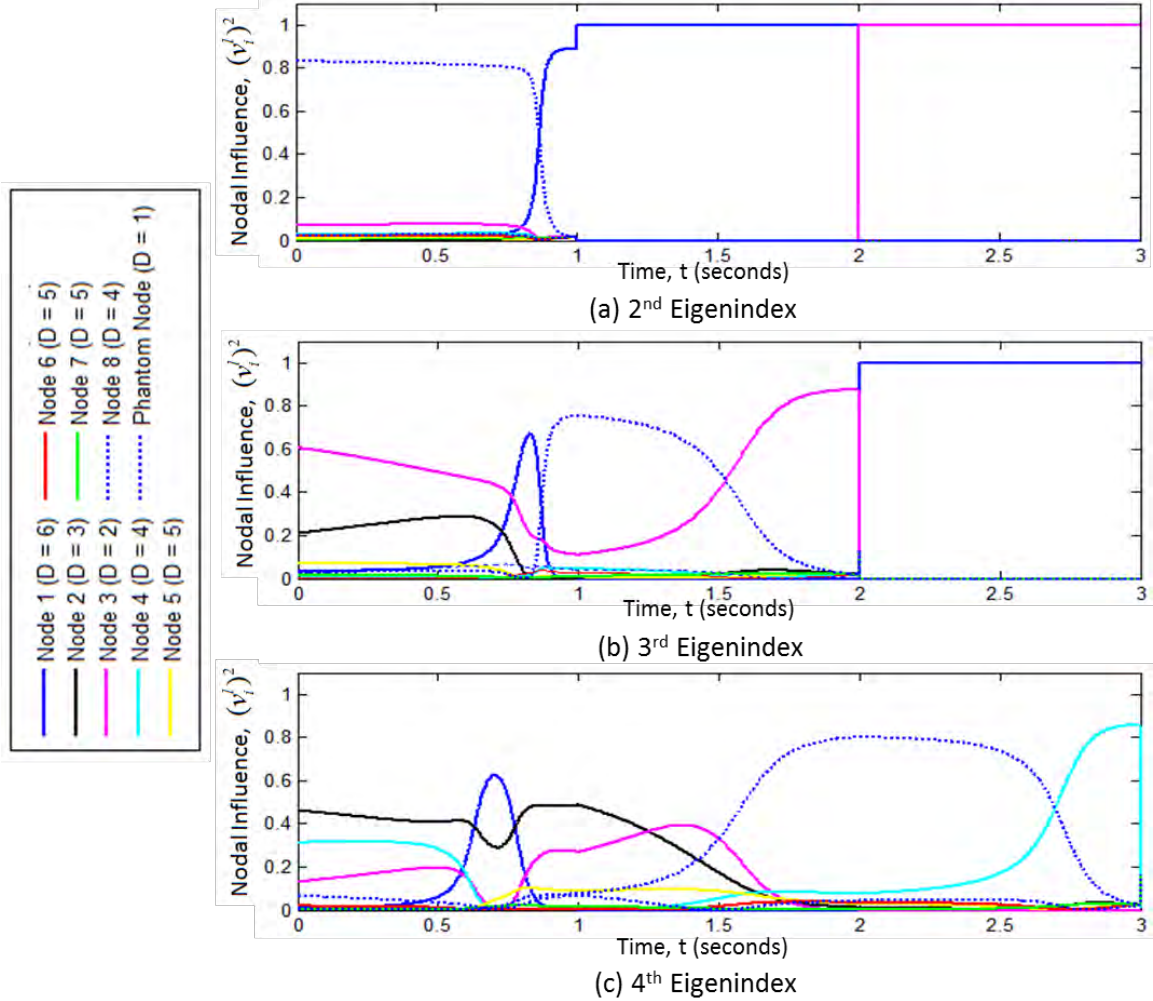 Node 1 (D = 6)
Node 2 (D = 3)
Node 3 (D = 2)
Node 4 (D = 4)
Node 5 (D = 5)
Node 6 (D = 5)
Node 7 (D = 5)
Node 8 (D = 4)
Phantom Node (D = 1)
Nodal Influence, (v_i^j)^2
1
0.8
0.6
0.4
0.2
0
0 0.5 1 1.5 2 2.5 3
Time, t (seconds)
(a) 2nd Eigenindex
Nodal Influence, (v_i^j)^2
1
0.8
0.6
0.4
0.2
0
0 0.5 1 1.5 2 2.5 3
Time, t (seconds)
(b) 3rd Eigenindex
Nodal Influence, (v_i^j)^2
1
0.8
0.6
0.4
0.2
0
0 0.5 1 1.5 2 2.5 3
Time, t (seconds)
(c) 4th Eigenindex